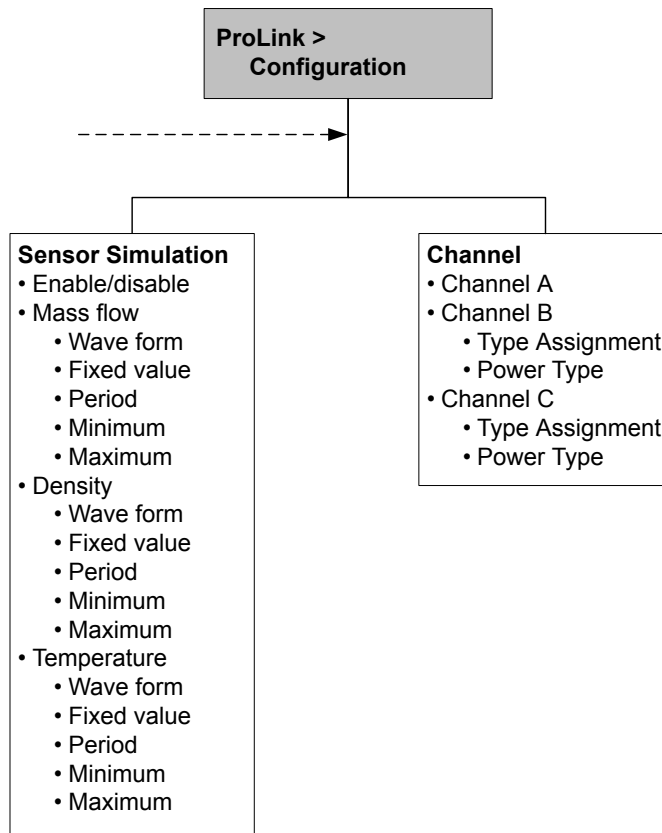 ProLink >
Configuration
Sensor Simulation
• Enable/disable
• Mass flow
• Wave form
• Fixed value
• Period
• Minimum
• Maximum
• Density
• Wave form
• Fixed value
• Period
• Minimum
• Maximum
• Temperature
• Wave form
• Fixed value
• Period
• Minimum
• Maximum
Channel
• Channel A
• Channel B
• Type Assignment
• Power Type
• Channel C
• Type Assignment
• Power Type